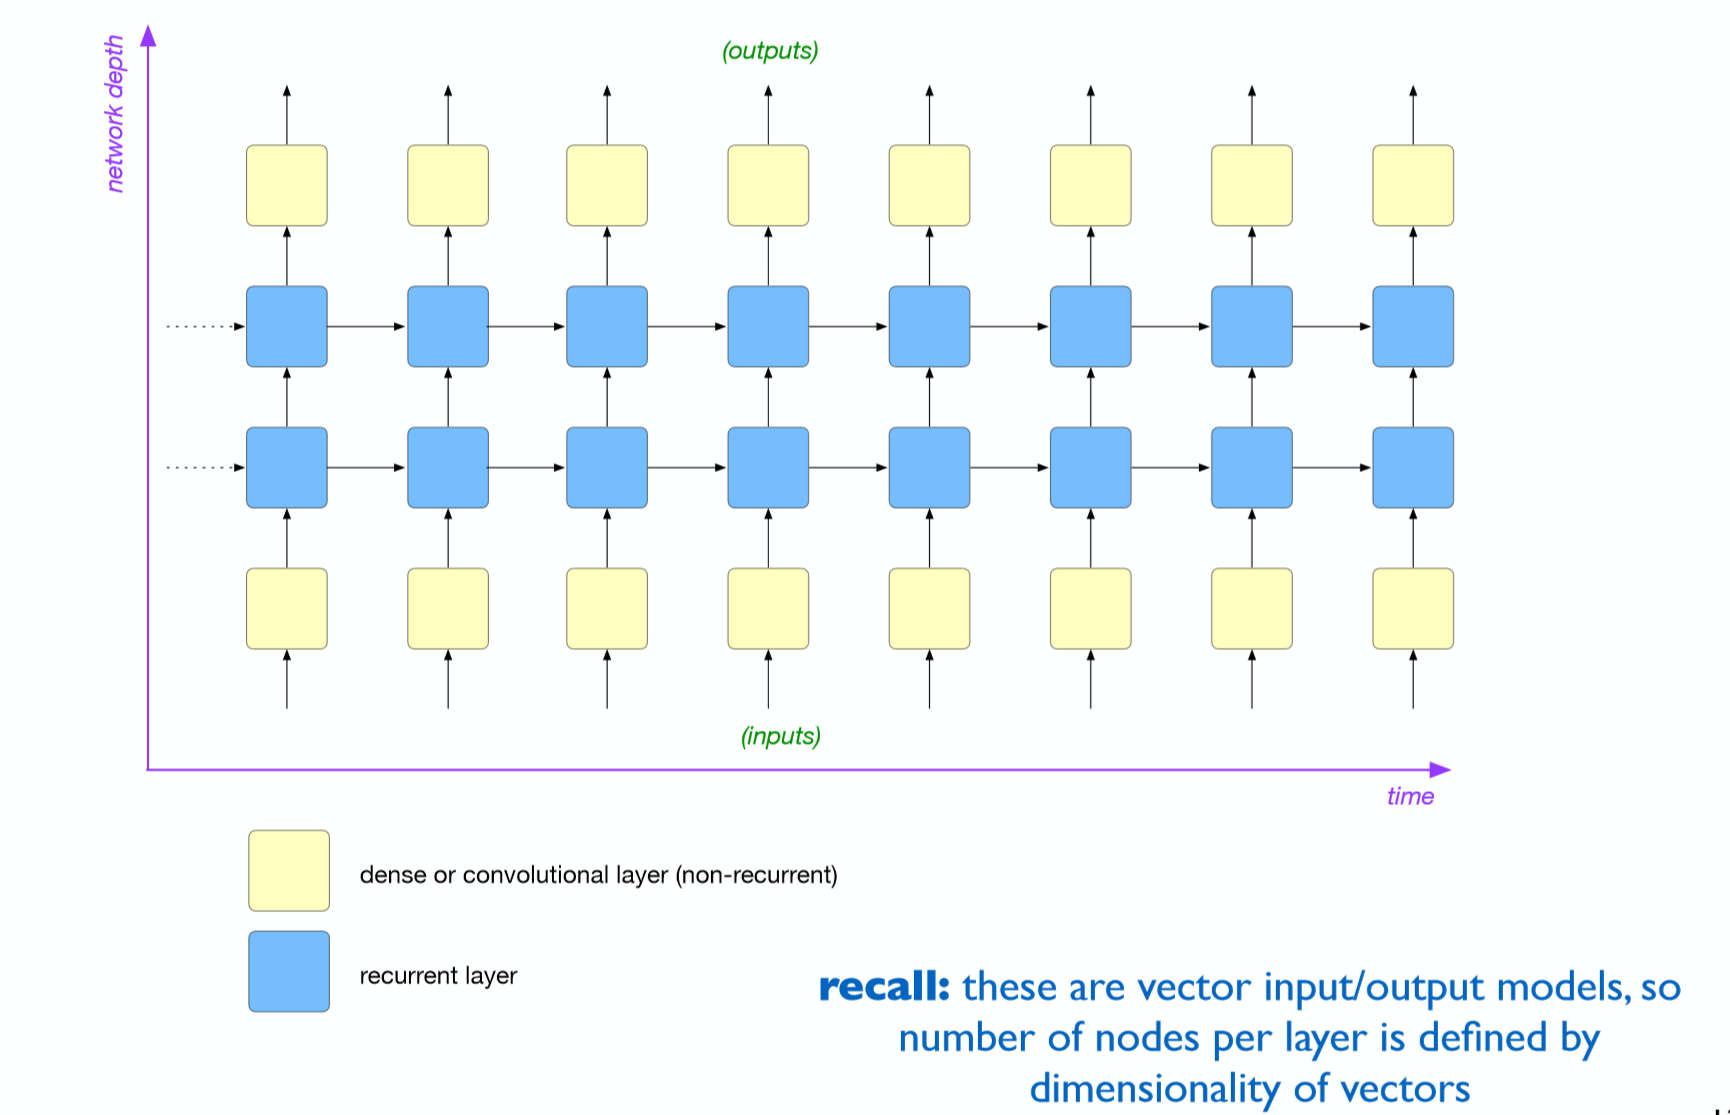 network depth
(outputs)
(inputs)
time
dense or convolutional layer (non-recurrent)
recurrent layer
recall: these are vector input/output models, so
number of nodes per layer is defined by
dimensionality of vectors